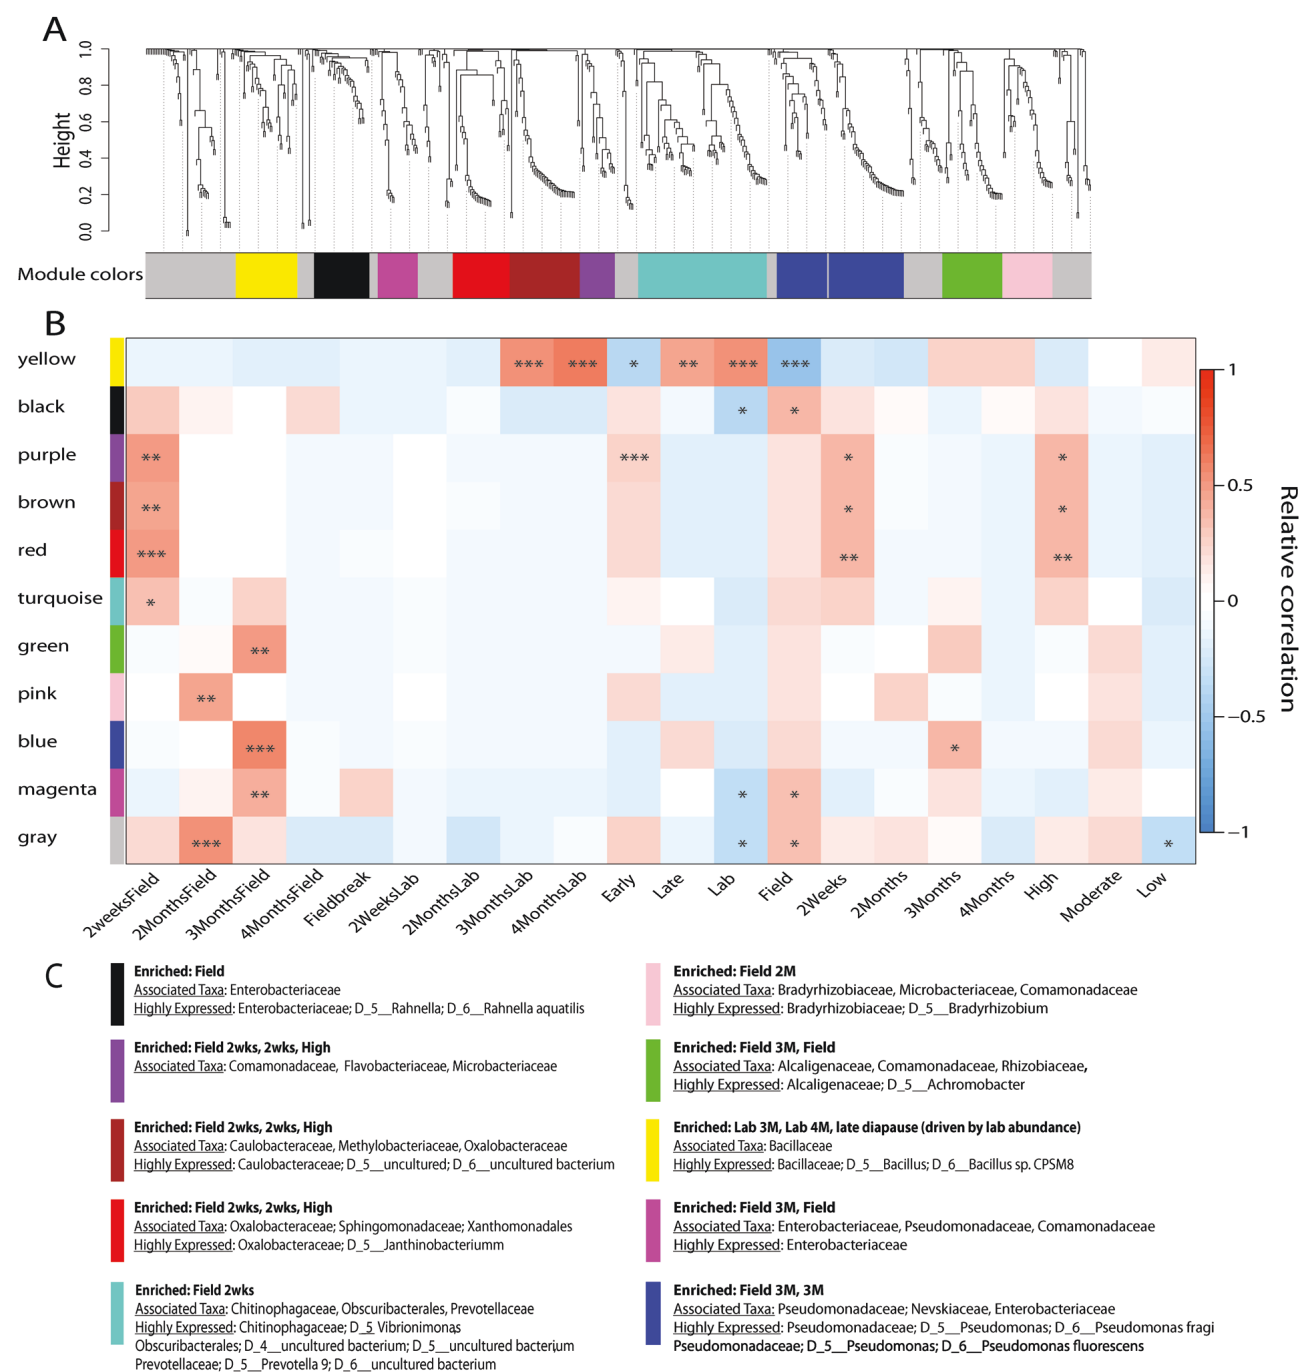 A
Height
1.0
0.8
0.6
0.4
0.2
0.0
Module colors
B
yellow *** *** * ** *** ***
black * *
purple ** *** * *
brown ** * *
red *** ** **
turquoise *
green **
pink **
blue *** *
magenta ** * *
gray *** * * *
1
0.5
0
−0.5
−1
Relative correlation
2weeksField 2MonthsField 3MonthsField 4MonthsField Fieldbreak 2WeeksLab 2MonthsLab 3MonthsLab 4MonthsLab Early Late Lab Field 2Weeks 2Months 3Months 4Months High Moderate Low
C
Enriched: Field
Associated Taxa: Enterobacteriaceae
Highly Expressed: Enterobacteriaceae; D_5__Rahnella; D_6__Rahnella aquatilis
Enriched: Field 2wks, 2wks, High
Associated Taxa: Comamonadaceae, Flavobacteriaceae, Microbacteriaceae
Enriched: Field 2wks, 2wks, High
Associated Taxa: Caulobacteraceae, Methylobacteriaceae, Oxalobacteraceae
Highly Expressed: Caulobacteraceae; D_5__uncultured; D_6__uncultured bacterium
Enriched: Field 2wks, 2wks, High
Associated Taxa: Oxalobacteraceae; Sphingomonadaceae; Xanthomonadales
Highly Expressed: Oxalobacteraceae; D_5__Janthinobacteriumm
Enriched: Field 2wks
Associated Taxa: Chitinophagaceae, Obscuribacterales, Prevotellaceae
Highly Expressed: Chitinophagaceae; D_5 Vibrionimonas
Obscuribacterales; D_4__uncultured bacterium; D_5__uncultured bacterium
Prevotellaceae; D_5__Prevotella 9; D_6__uncultured bacterium
Enriched: Field 2M
Associated Taxa: Bradyrhizobiaceae, Microbacteriaceae, Comamonadaceae
Highly Expressed: Bradyrhizobiaceae; D_5__Bradyrhizobium
Enriched: Field 3M, Field
Associated Taxa: Alcaligenaceae, Comamonadaceae, Rhizobiaceae,
Highly Expressed: Alcaligenaceae; D_5__Achromobacter
Enriched: Lab 3M, Lab 4M, late diapause (driven by lab abundance)
Associated Taxa: Bacillaceae
Highly Expressed: Bacillaceae; D_5__Bacillus; D_6__Bacillus sp. CPSM8
Enriched: Field 3M, Field
Associated Taxa: Enterobacteriaceae, Pseudomonadaceae, Comamonadaceae
Highly Expressed: Enterobacteriaceae
Enriched: Field 3M, 3M
Associated Taxa: Pseudomonadaceae; Nevskiaceae, Enterobacteriaceae
Highly Expressed: Pseudomonadaceae; D_5__Pseudomonas; D_6__Pseudomonas fragi
Pseudomonadaceae; D_5__Pseudomonas; D_6__Pseudomonas fluorescens